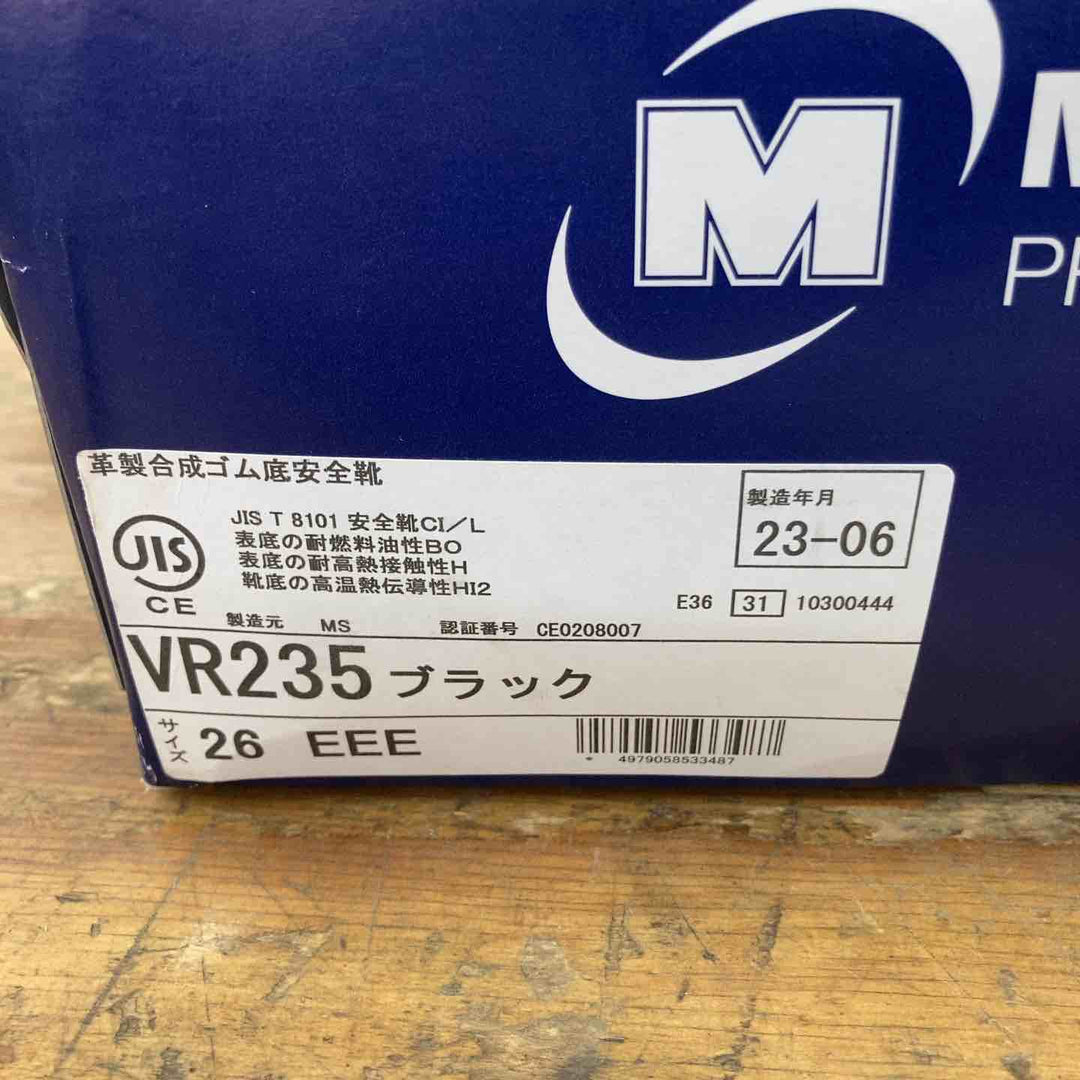 M
革製合成ゴム底安全靴
JIS
CE
JIS T 8101 安全靴CI/L
表底の耐燃料油性BO
表底の耐高熱接触性H
靴底の高温熱伝導性HI2
製造年月
23-06
E36 31 10300444
製造元 MS 認証番号 CE0208007
VR235 ブラック
サイズ 26 EEE
* 4979058533487